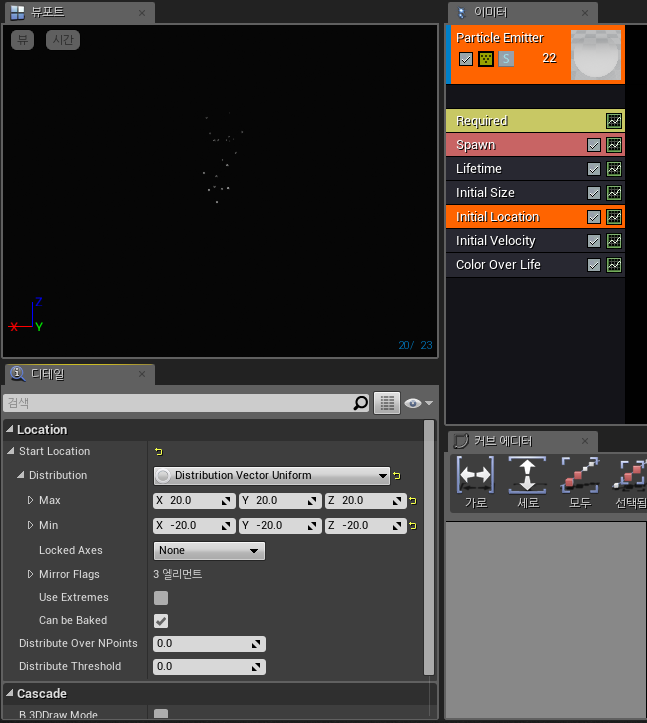 뷰포트
뷰 시간
Z
X Y
20/ 23
이미터
Particle Emitter
S 22
Required
Spawn
Lifetime
Initial Size
Initial Location
Initial Velocity
Color Over Life
디테일
검색
Location
Start Location
Distribution Distribution Vector Uniform
Max X 20.0 Y 20.0 Z 20.0
Min X -20.0 Y -20.0 Z -20.0
Locked Axes None
Mirror Flags 3 엘리먼트
Use Extremes
Can be Baked
Distribute Over NPoints 0.0
Distribute Threshold 0.0
Cascade
B 3DDraw Mode
커브 에디터
가로 세로 모두 선택됨